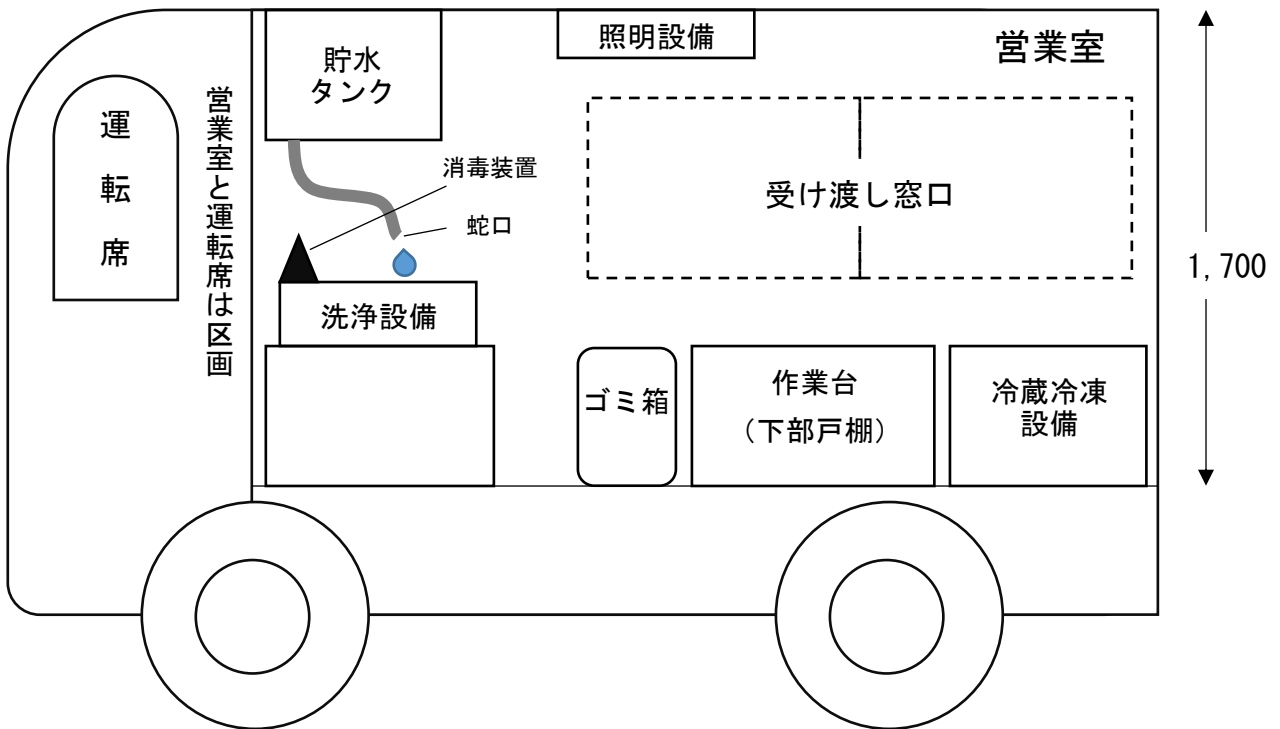 運転席
営業室と運転席は区画
貯水
タンク
消毒装置
蛇口
洗浄設備
照明設備
営業室
受け渡し窓口
ゴミ箱
作業台
（下部戸棚）
冷蔵冷凍
設備
1,700